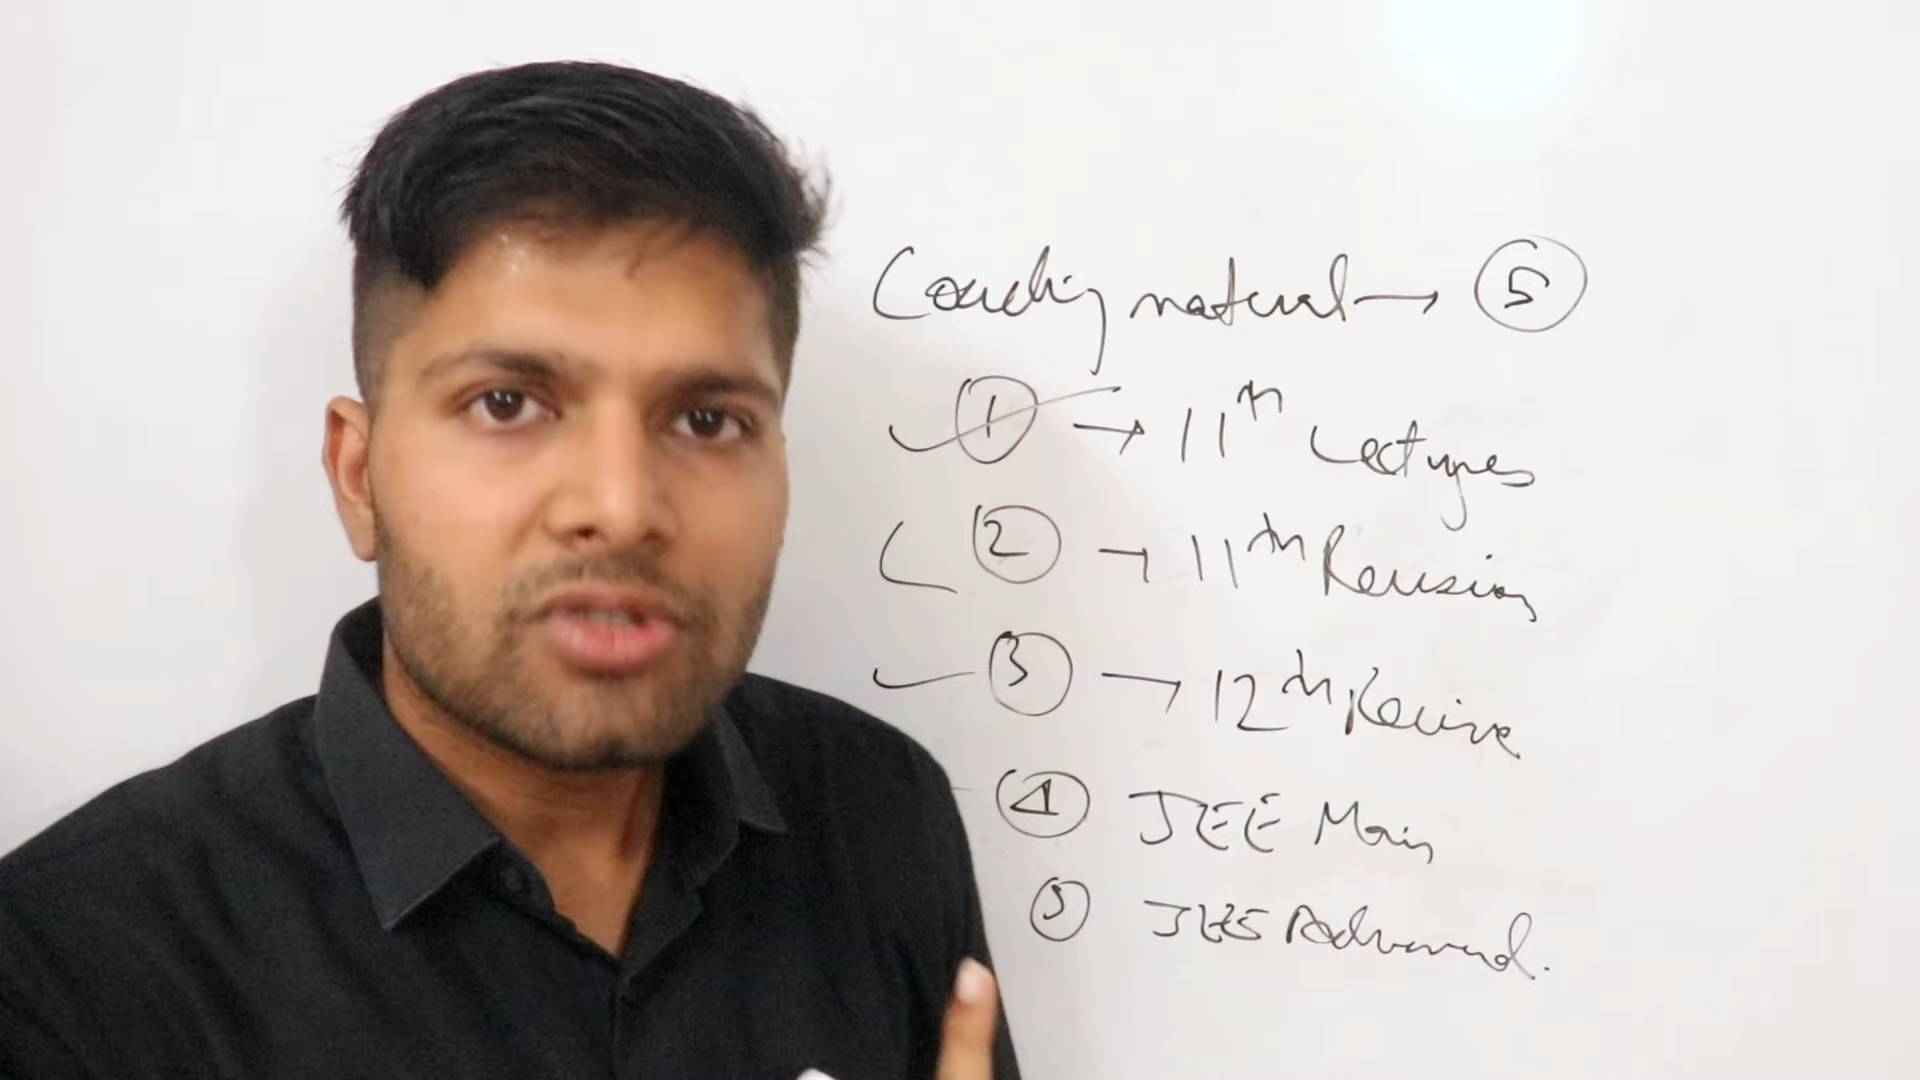 Coaching material → 5
1 → 11th Lectures
2 → 11th Revision
3 → 12th Revise
4 JEE Main
5 JEE Advanced.